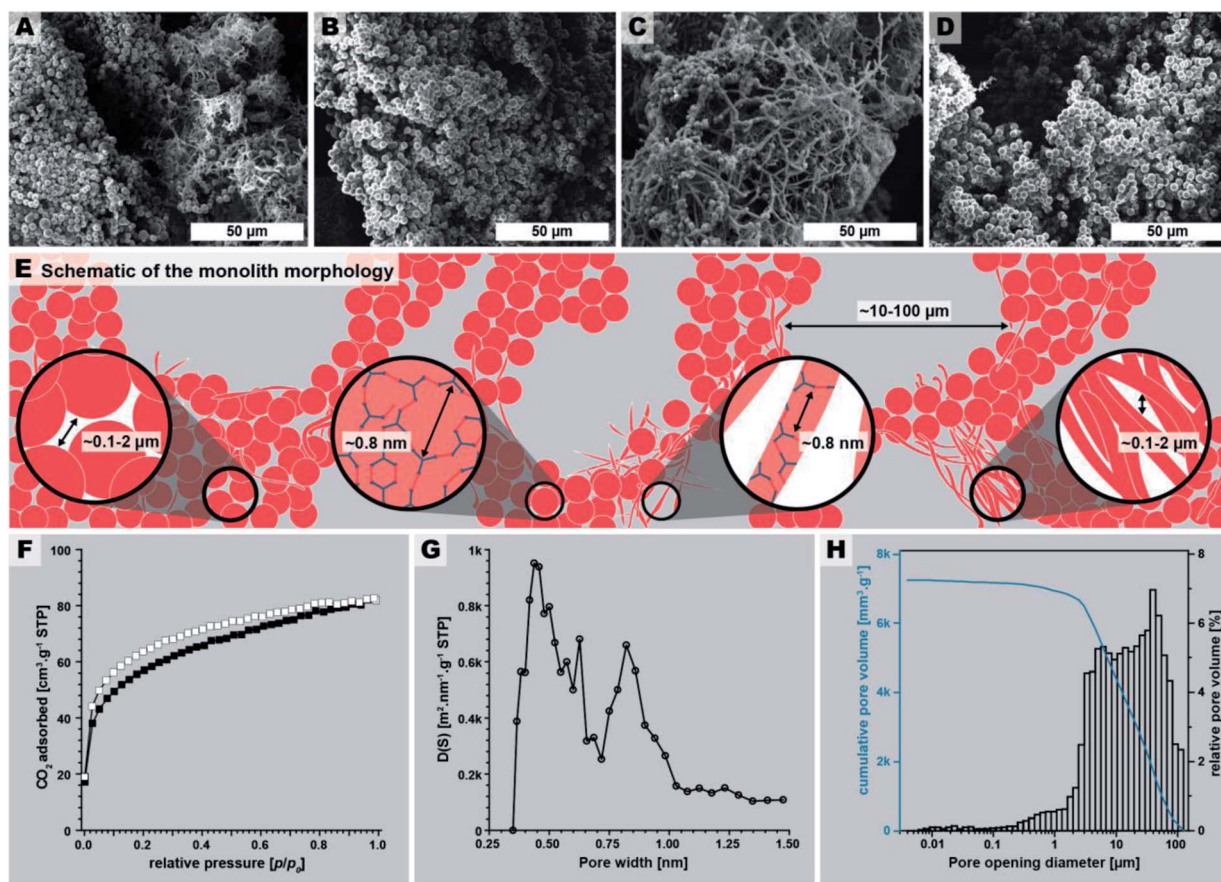 A
B
C
D
50 µm
50 µm
50 µm
50 µm
E Schematic of the monolith morphology
~10-100 µm
~0.1-2 µm
~0.8 nm
~0.8 nm
~0.1-2 µm
F
100
80
60
40
20
0
CO2 adsorbed [cm³.g⁻¹ STP]
0.0 0.2 0.4 0.6 0.8 1.0
relative pressure [p/p0]
G
1k
0.8k
0.6k
0.4k
0.2k
0
D(S) [m².nm⁻¹.g⁻¹ STP]
0.25 0.50 0.75 1.00 1.25 1.50
Pore width [nm]
H
8k
6k
4k
2k
0
cumulative pore volume [mm³.g⁻¹]
8
6
4
2
0
relative pore volume [%]
0.01 0.1 1 10 100
Pore opening diameter [µm]